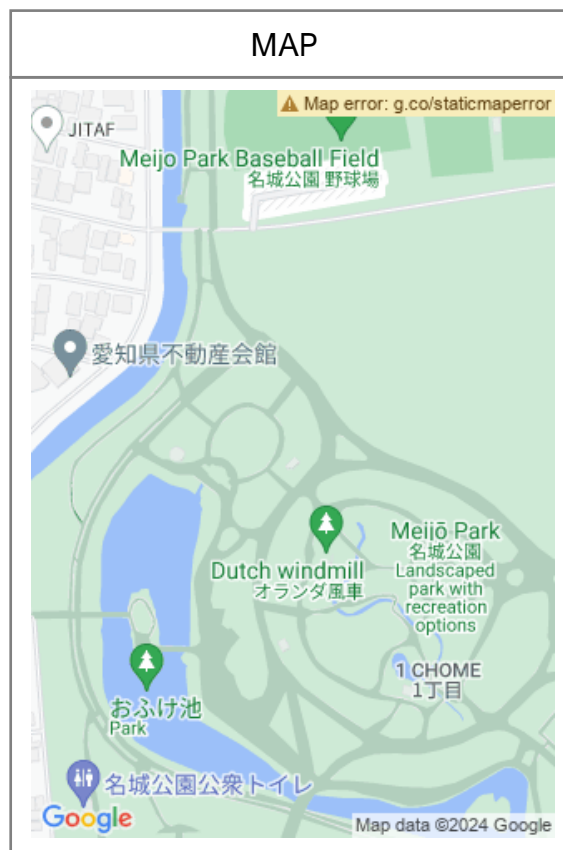 MAP
Map error: g.co/staticmaperror
JITAF
Meijo Park Baseball Field
名城公園 野球場
愛知県不動産会館
Dutch windmill
オランダ風車
Meijō Park
名城公園
Landscaped
park with
recreation
options
1 CHOME
1丁目
おふけ池
Park
名城公園公衆トイレ
Google
Map data ©2024 Google